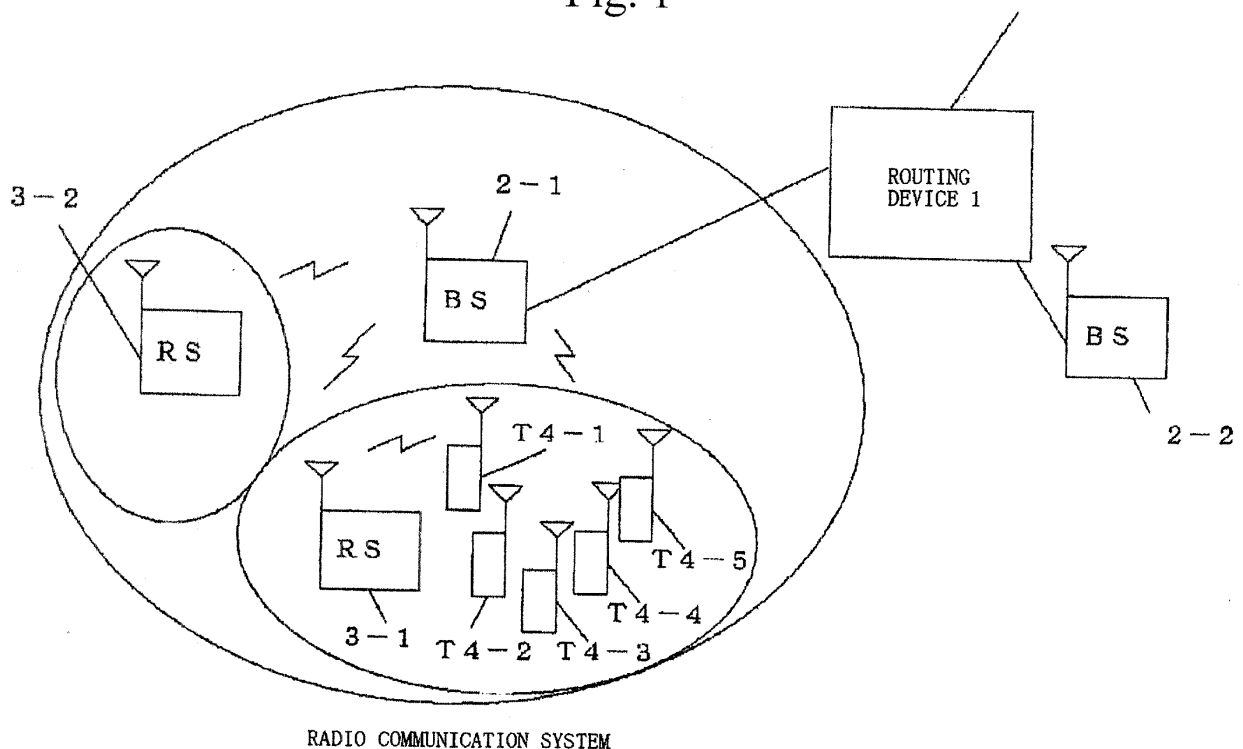 Fig. 1
3-2
2-1
ROUTING
DEVICE 1
BS
RS
BS
2-2
T4-1
RS
T4-5
T4-4
3-1
T4-2
T4-3
RADIO COMMUNICATION SYSTEM